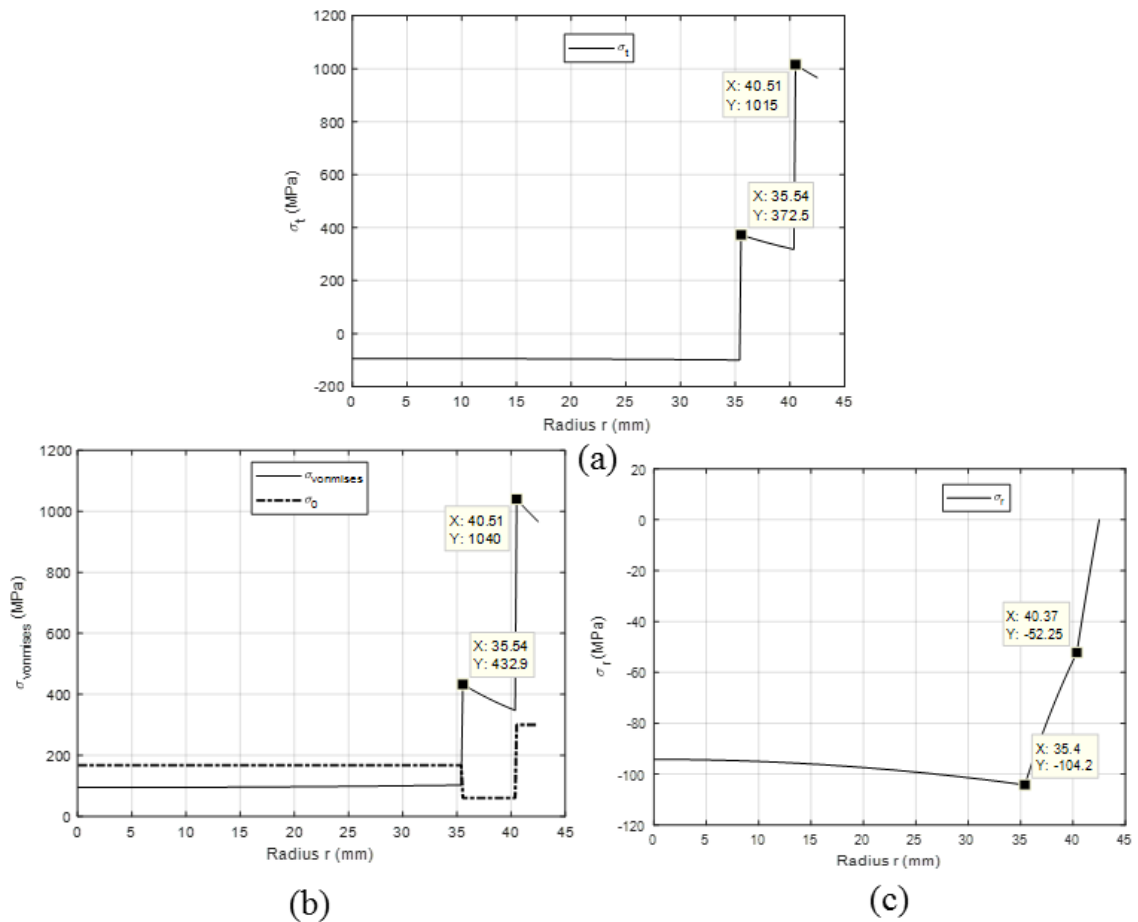 1200
1000
800
600
400
200
0
-200
σt (MPa)
σt
X: 40.51
Y: 1015
X: 35.54
Y: 372.5
0 5 10 15 20 25 30 35 40 45
Radius r (mm)
(a)
1200
1000
800
600
400
200
0
σvonmises (MPa)
σvonmises
σ0
X: 40.51
Y: 1040
X: 35.54
Y: 432.9
0 5 10 15 20 25 30 35 40 45
Radius r (mm)
(b)
20
0
-20
-40
-60
-80
-100
-120
σr (MPa)
σr
X: 40.37
Y: -52.25
X: 35.4
Y: -104.2
0 5 10 15 20 25 30 35 40 45
Radius r (mm)
(c)